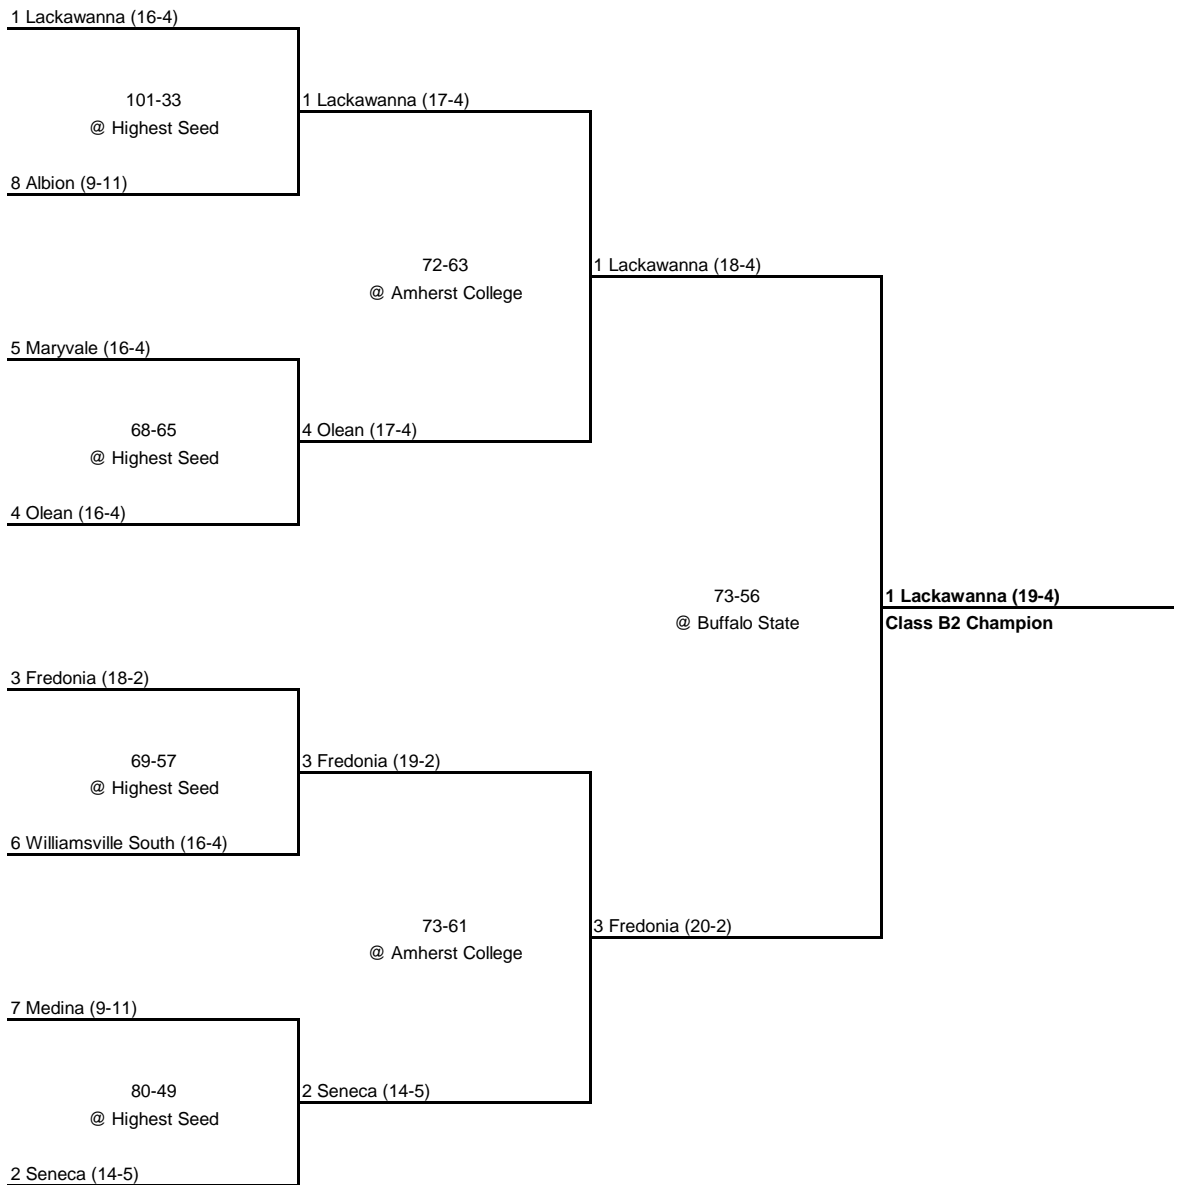 1 Lackawanna (16-4)
101-33
@ Highest Seed
1 Lackawanna (17-4)
8 Albion (9-11)
72-63
@ Amherst College
1 Lackawanna (18-4)
5 Maryvale (16-4)
68-65
@ Highest Seed
4 Olean (17-4)
4 Olean (16-4)
73-56
@ Buffalo State
1 Lackawanna (19-4)
Class B2 Champion
3 Fredonia (18-2)
69-57
@ Highest Seed
3 Fredonia (19-2)
6 Williamsville South (16-4)
73-61
@ Amherst College
3 Fredonia (20-2)
7 Medina (9-11)
80-49
@ Highest Seed
2 Seneca (14-5)
2 Seneca (14-5)